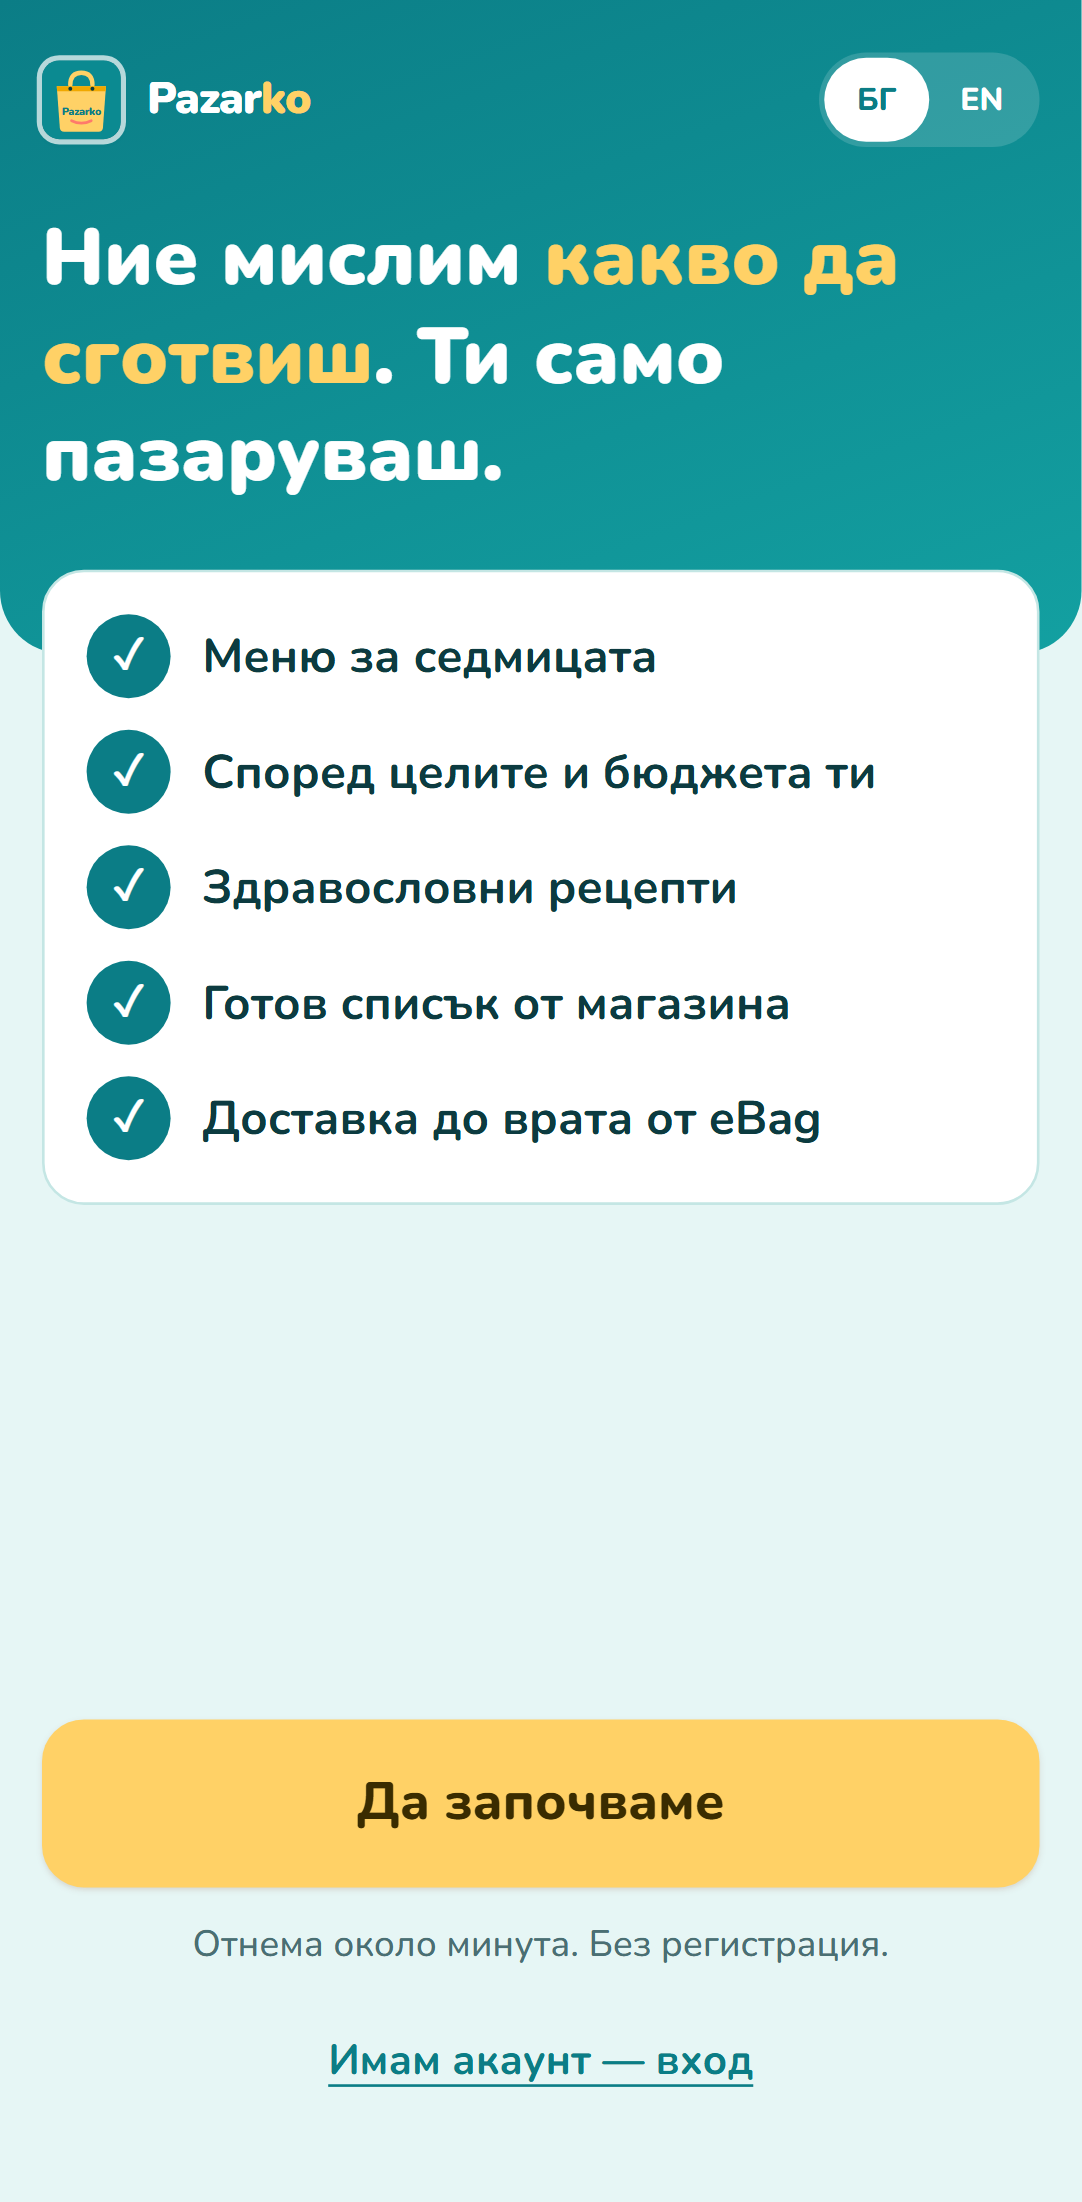 Pazarko
Pazarko
БГ
EN
Ние мислим какво да
сготвиш. Ти само
пазаруваш.
Меню за седмицата
Според целите и бюджета ти
Здравословни рецепти
Готов списък от магазина
Доставка до врата от eBag
Да започваме
Отнема около минута. Без регистрация.
Имам акаунт — вход